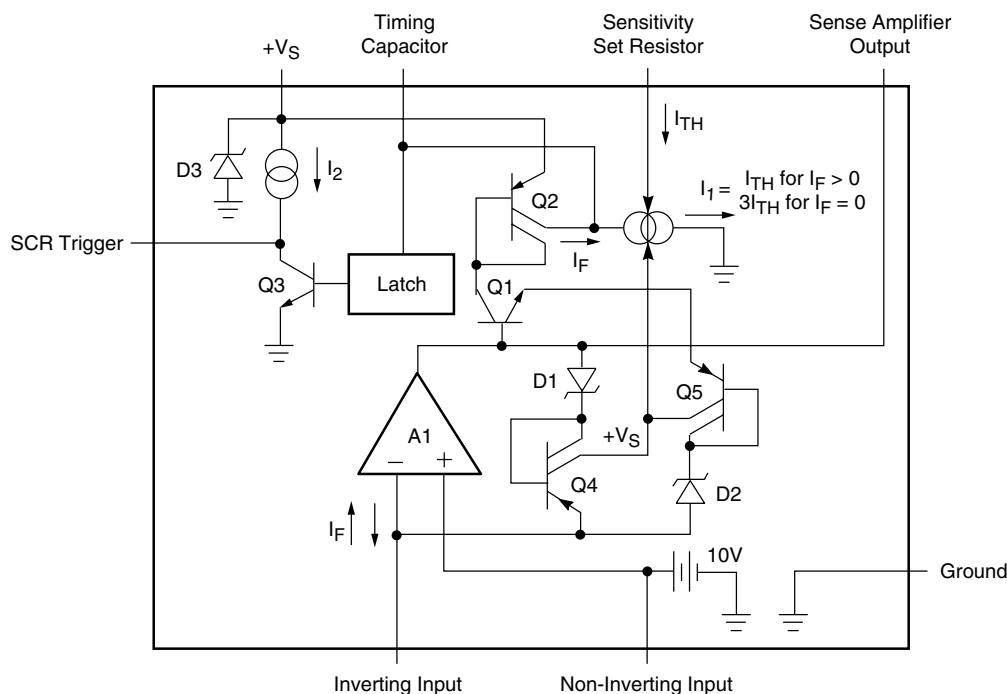 Timing
Capacitor
Sensitivity
Set Resistor
Sense Amplifier
Output
+VS
ITH
D3
I2
I1 = ITH for IF > 0
3ITH for IF = 0
Q2
SCR Trigger
IF
Q3
Latch
Q1
D1
Q5
A1
+VS
− +
Q4
D2
IF
10V
Ground
Inverting Input
Non-Inverting Input